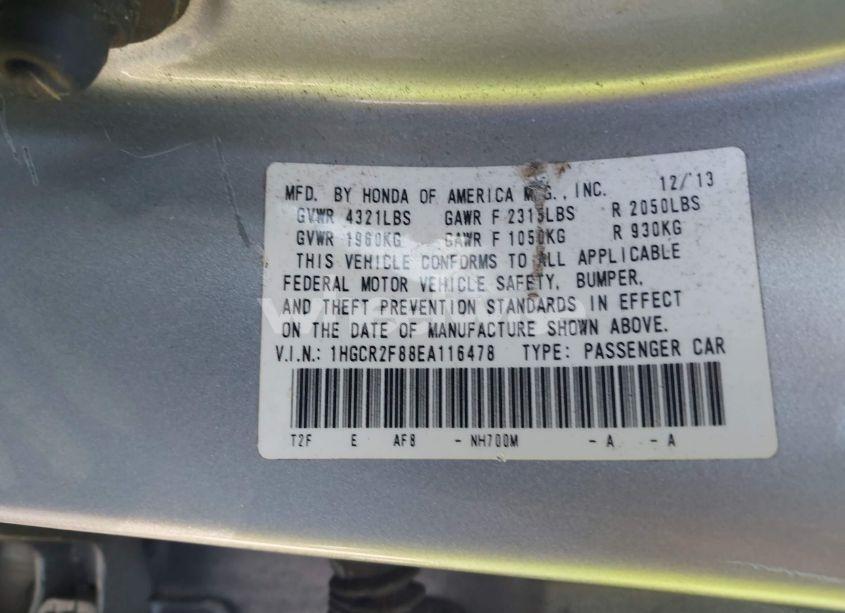 MFD. BY HONDA OF AMERICA MFG., INC. 12/13
GVWR 4321LBS GAWR F 2315LBS R 2050LBS
GVWR 1960KG GAWR F 1050KG R 930KG
THIS VEHICLE CONFORMS TO ALL APPLICABLE
FEDERAL MOTOR VEHICLE SAFETY, BUMPER,
AND THEFT PREVENTION STANDARDS IN EFFECT
ON THE DATE OF MANUFACTURE SHOWN ABOVE.
V.I.N.: 1HGCR2F88EA116478 TYPE: PASSENGER CAR
T2F E AF8 - NH700M - A - A